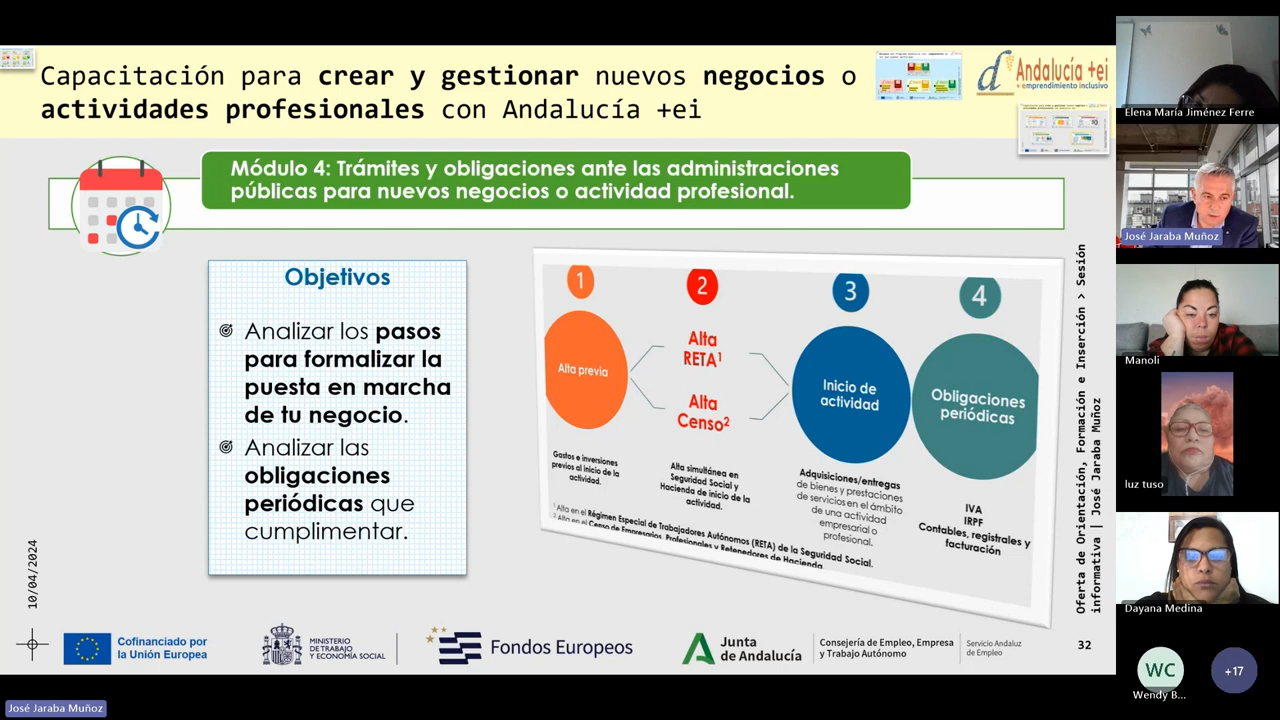 Capacitación para crear y gestionar nuevos negocios o
actividades profesionales con Andalucía +ei
Andalucía +ei
+ emprendimiento inclusivo
Módulo 4: Trámites y obligaciones ante las administraciones
públicas para nuevos negocios o actividad profesional.
Objetivos
Analizar los pasos
para formalizar la
puesta en marcha
de tu negocio.
Analizar las
obligaciones
periódicas que
cumplimentar.
1
2
3
4
Alta previa
Alta
RETA¹
Alta
Censo²
Inicio de
actividad
Obligaciones
periódicas
Gastos e inversiones
previos al inicio de la
actividad.
Alta simultánea en
Seguridad Social y
Hacienda de inicio de la
actividad.
Adquisiciones/entregas
de bienes y prestaciones
de servicios en el ámbito
de una actividad
empresarial o
profesional.
IVA
IRPF
Contables, registrales y
facturación
¹ Alta en el Régimen Especial de Trabajadores Autónomos (RETA) de la Seguridad Social.
² Alta en el Censo de Empresarios, Profesionales y Retenedores de Hacienda.
Oferta de Orientación, Formación e Inserción > Sesión
informativa | José Jaraba Muñoz
10/04/2024
Cofinanciado por
la Unión Europea
MINISTERIO
DE TRABAJO
Y ECONOMÍA SOCIAL
Fondos Europeos
Junta
de Andalucía
Consejería de Empleo, Empresa
y Trabajo Autónomo
Servicio Andaluz
de Empleo
32
José Jaraba Muñoz
Elena María Jiménez Ferre
José Jaraba Muñoz
Manoli
luz tuso
Dayana Medina
WC
Wendy B...
+17